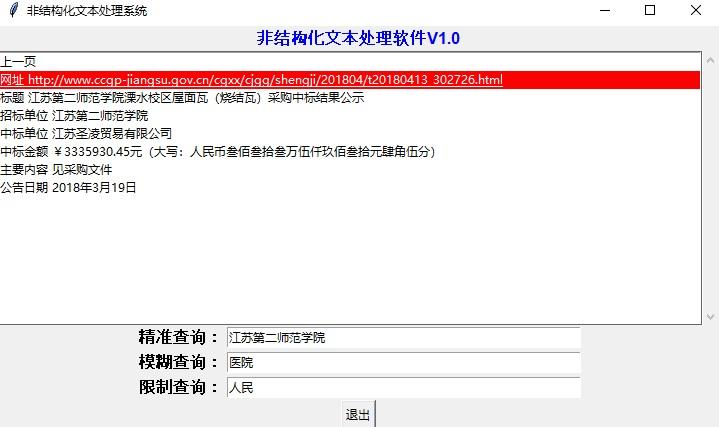 非结构化文本处理系统
非结构化文本处理软件V1.0
上一页
网址 http://www.ccgp-jiangsu.gov.cn/cgxx/cjgg/shengji/201804/t20180413_302726.html
标题 江苏第二师范学院溧水校区屋面瓦（烧结瓦）采购中标结果公示
招标单位 江苏第二师范学院
中标单位 江苏圣凌贸易有限公司
中标金额 ￥3335930.45元（大写：人民币叁佰叁拾叁万伍仟玖佰叁拾元肆角伍分）
主要内容 见采购文件
公告日期 2018年3月19日
精准查询： 江苏第二师范学院
模糊查询： 医院
限制查询： 人民
退出